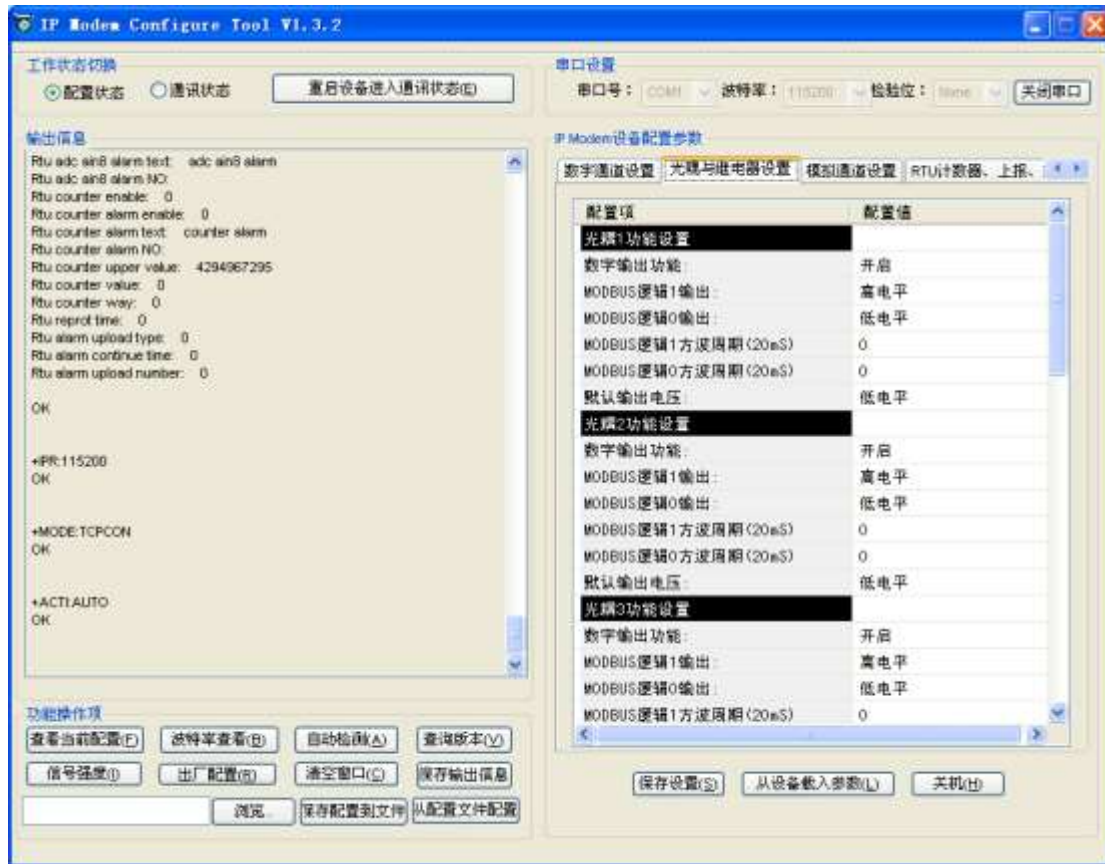 IP Modem Configure Tool V1.3.2
工作状态切换
配置状态 通讯状态 重启设备进入通讯状态(E)
串口设置
串口号： COM1 波特率： 115200 检验位： None 关闭串口
输出信息
Rtu adc ain8 alarm text: adc ain8 alarm
Rtu adc ain8 alarm NO:
Rtu counter enable: 0
Rtu counter alarm enable: 0
Rtu counter alarm text: counter alarm
Rtu counter alarm NO:
Rtu counter upper value: 4294967295
Rtu counter value: 0
Rtu counter way: 0
Rtu reprot time: 0
Rtu alarm upload type: 0
Rtu alarm continue time: 0
Rtu alarm upload number: 0
OK
+IPR:115200
OK
+MODE:TCPCON
OK
+ACTI:AUTO
OK
IP Modem设备配置参数
数字通道设置 光耦与继电器设置 模拟通道设置 RTU计数器、上报、
配置项 配置值
光耦1功能设置
数字输出功能: 开启
MODBUS逻辑1输出: 高电平
MODBUS逻辑0输出: 低电平
MODBUS逻辑1方波周期(20mS) 0
MODBUS逻辑0方波周期(20mS) 0
默认输出电压: 低电平
光耦2功能设置
数字输出功能: 开启
MODBUS逻辑1输出: 高电平
MODBUS逻辑0输出: 低电平
MODBUS逻辑1方波周期(20mS) 0
MODBUS逻辑0方波周期(20mS) 0
默认输出电压: 低电平
光耦3功能设置
数字输出功能: 开启
MODBUS逻辑1输出: 高电平
MODBUS逻辑0输出: 低电平
MODBUS逻辑1方波周期(20mS) 0
功能操作项
查看当前配置(F) 波特率查看(B) 自动检测(A) 查询版本(V)
信号强度(I) 出厂配置(R) 清空窗口(C) 保存输出信息
浏览... 保存配置到文件 从配置文件配置
保存设置(S) 从设备载入参数(L) 关机(H)